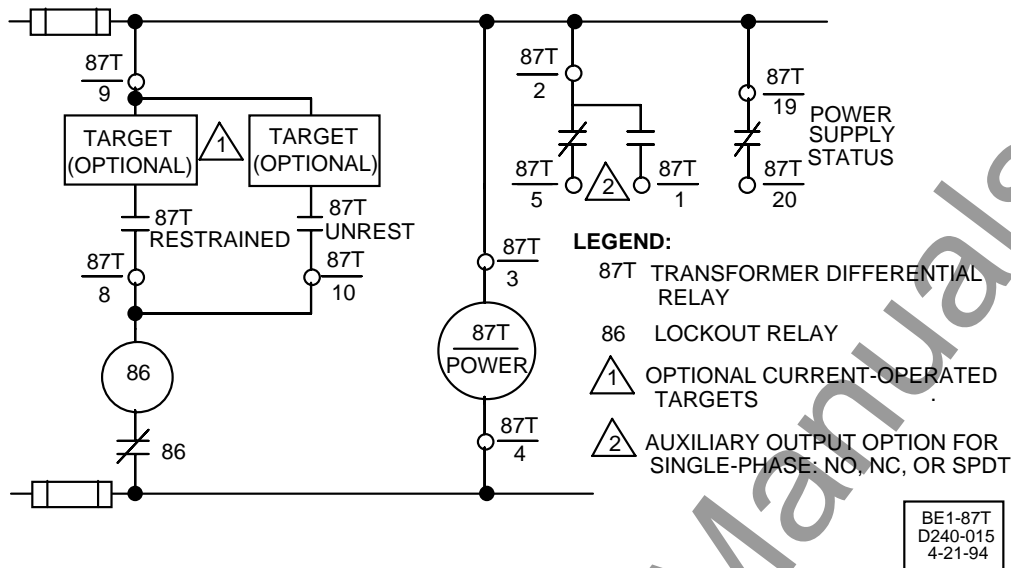 87T
9
TARGET
(OPTIONAL)
1
TARGET
(OPTIONAL)
87T
RESTRAINED
87T
UNREST
87T
8
87T
10
86
86
87T
3
87T
POWER
87T
4
87T
2
87T
5
2
87T
1
87T
19
POWER
SUPPLY
STATUS
87T
20
LEGEND:
87T TRANSFORMER DIFFERENTIAL
RELAY
86 LOCKOUT RELAY
1 OPTIONAL CURRENT-OPERATED
TARGETS
2 AUXILIARY OUTPUT OPTION FOR
SINGLE-PHASE: NO, NC, OR SPDT
BE1-87T
D240-015
4-21-94
Manuals